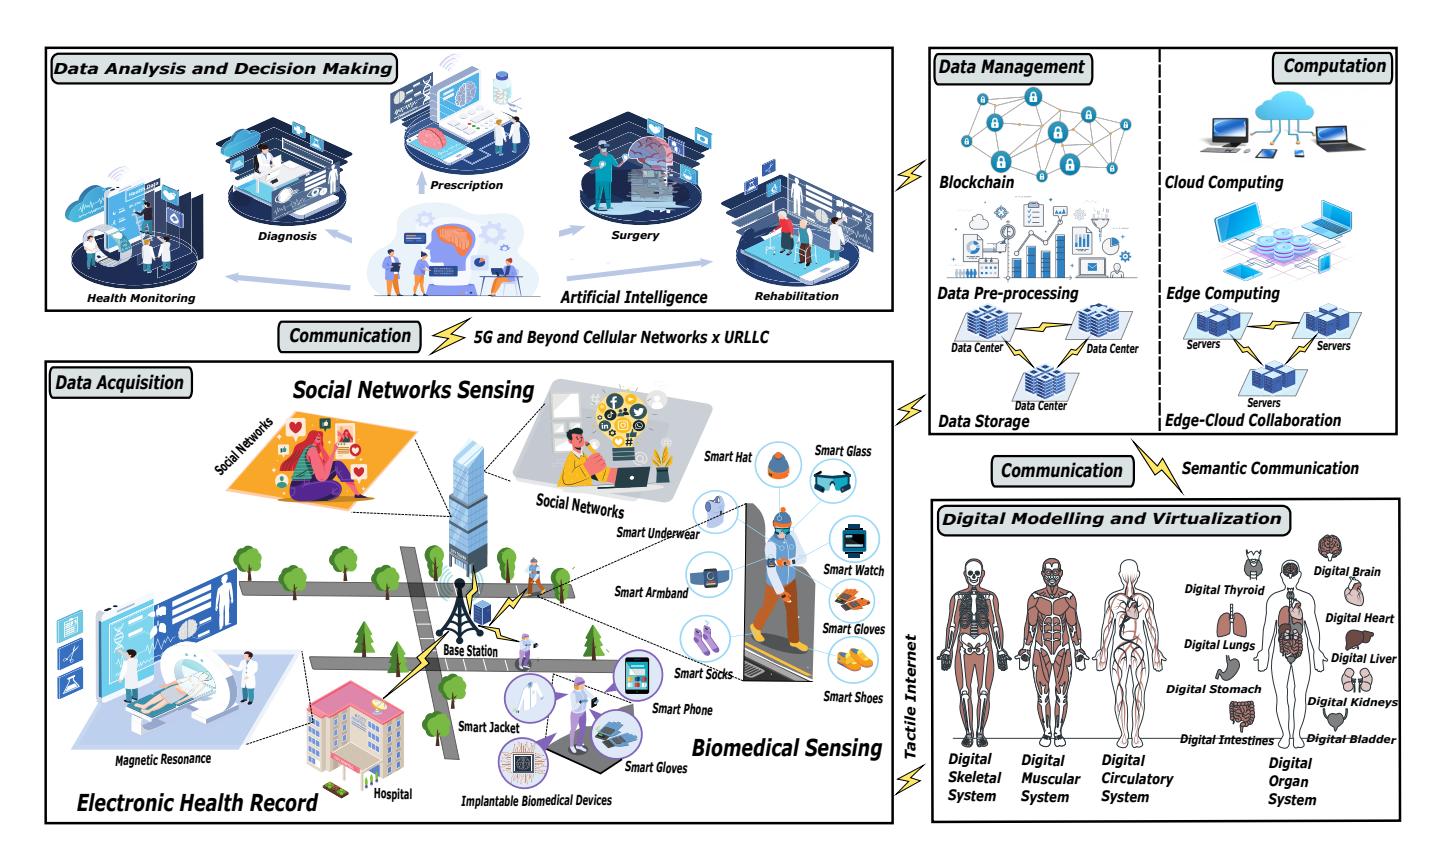 Data Analysis and Decision Making
Prescription
Diagnosis
Surgery
Health Monitoring
Artificial Intelligence
Rehabilitation
Communication
5G and Beyond Cellular Networks x URLLC
Data Acquisition
Social Networks Sensing
Social Networks
Social Networks
Smart Hat
Smart Glass
Smart Underwear
Smart Watch
Smart Armband
Smart Gloves
Smart Socks
Smart Shoes
Base Station
Smart Phone
Smart Jacket
Smart Gloves
Biomedical Sensing
Magnetic Resonance
Hospital
Implantable Biomedical Devices
Electronic Health Record
Data Management
Computation
Blockchain
Cloud Computing
Data Pre-processing
Edge Computing
Data Center
Data Center
Data Center
Servers
Servers
Servers
Data Storage
Edge-Cloud Collaboration
Communication
Semantic Communication
Tactile Internet
Digital Modelling and Virtualization
Digital Brain
Digital Thyroid
Digital Heart
Digital Lungs
Digital Liver
Digital Stomach
Digital Kidneys
Digital Intestines
Digital Bladder
Digital
Skeletal
System
Digital
Muscular
System
Digital
Circulatory
System
Digital
Organ
System